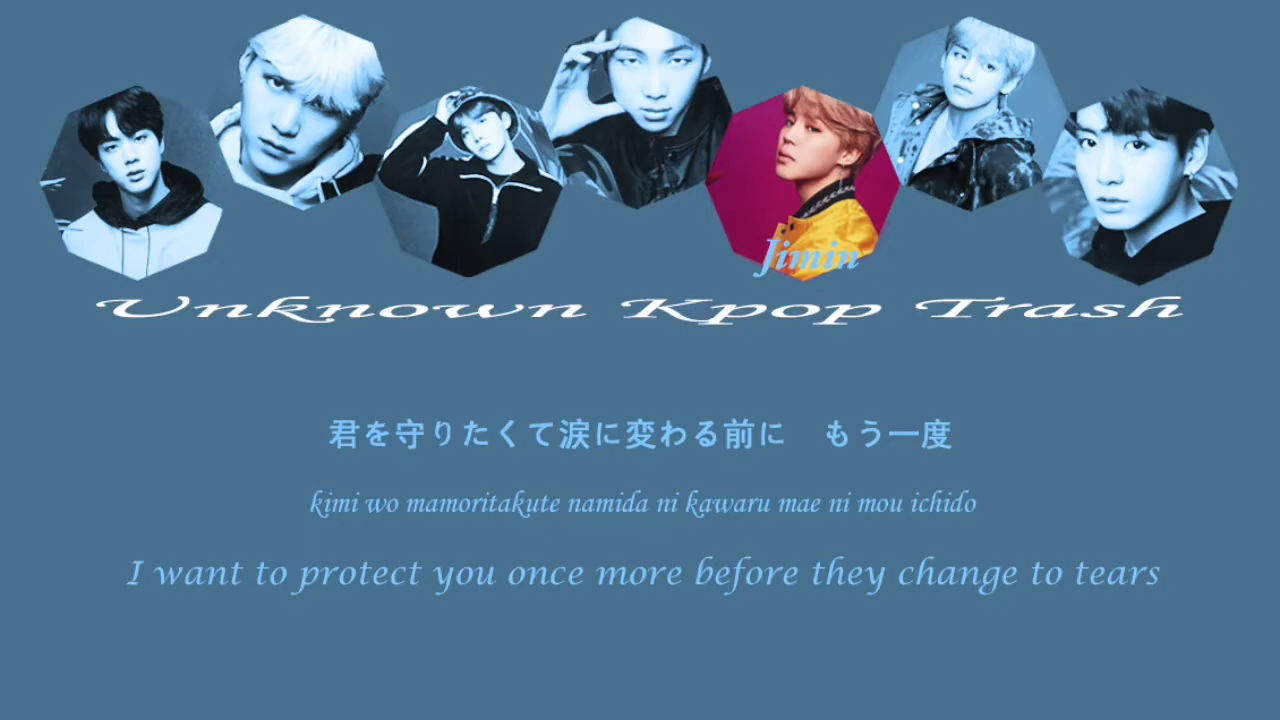 Jimin
Unknown Kpop Trash
君を守りたくて涙に変わる前に　もう一度
kimi wo mamoritakute namida ni kawaru mae ni mou ichido
I want to protect you once more before they change to tears